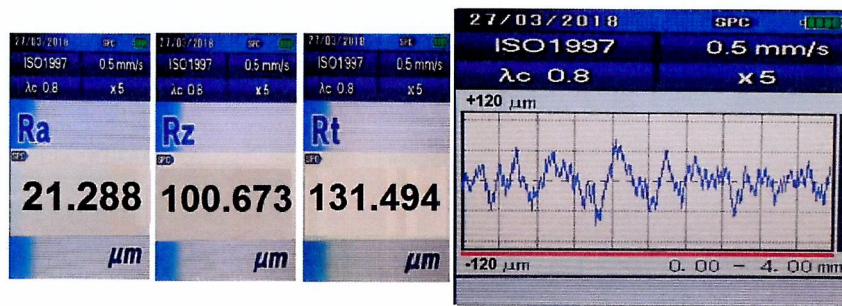 27/03/2018 SPC
ISO1997 0.5 mm/s
λc 0.8 x5
Ra
SPC
21.288
µm
27/03/2018 SPC
ISO1997 0.5 mm/s
λc 0.8 x5
Rz
SPC
100.673
µm
27/03/2018 SPC
ISO1997 0.5 mm/s
λc 0.8 x5
Rt
SPC
131.494
µm
27/03/2018 SPC
ISO1997 0.5 mm/s
λc 0.8 x5
+120 µm
-120 µm 0.00 - 4.00 mm